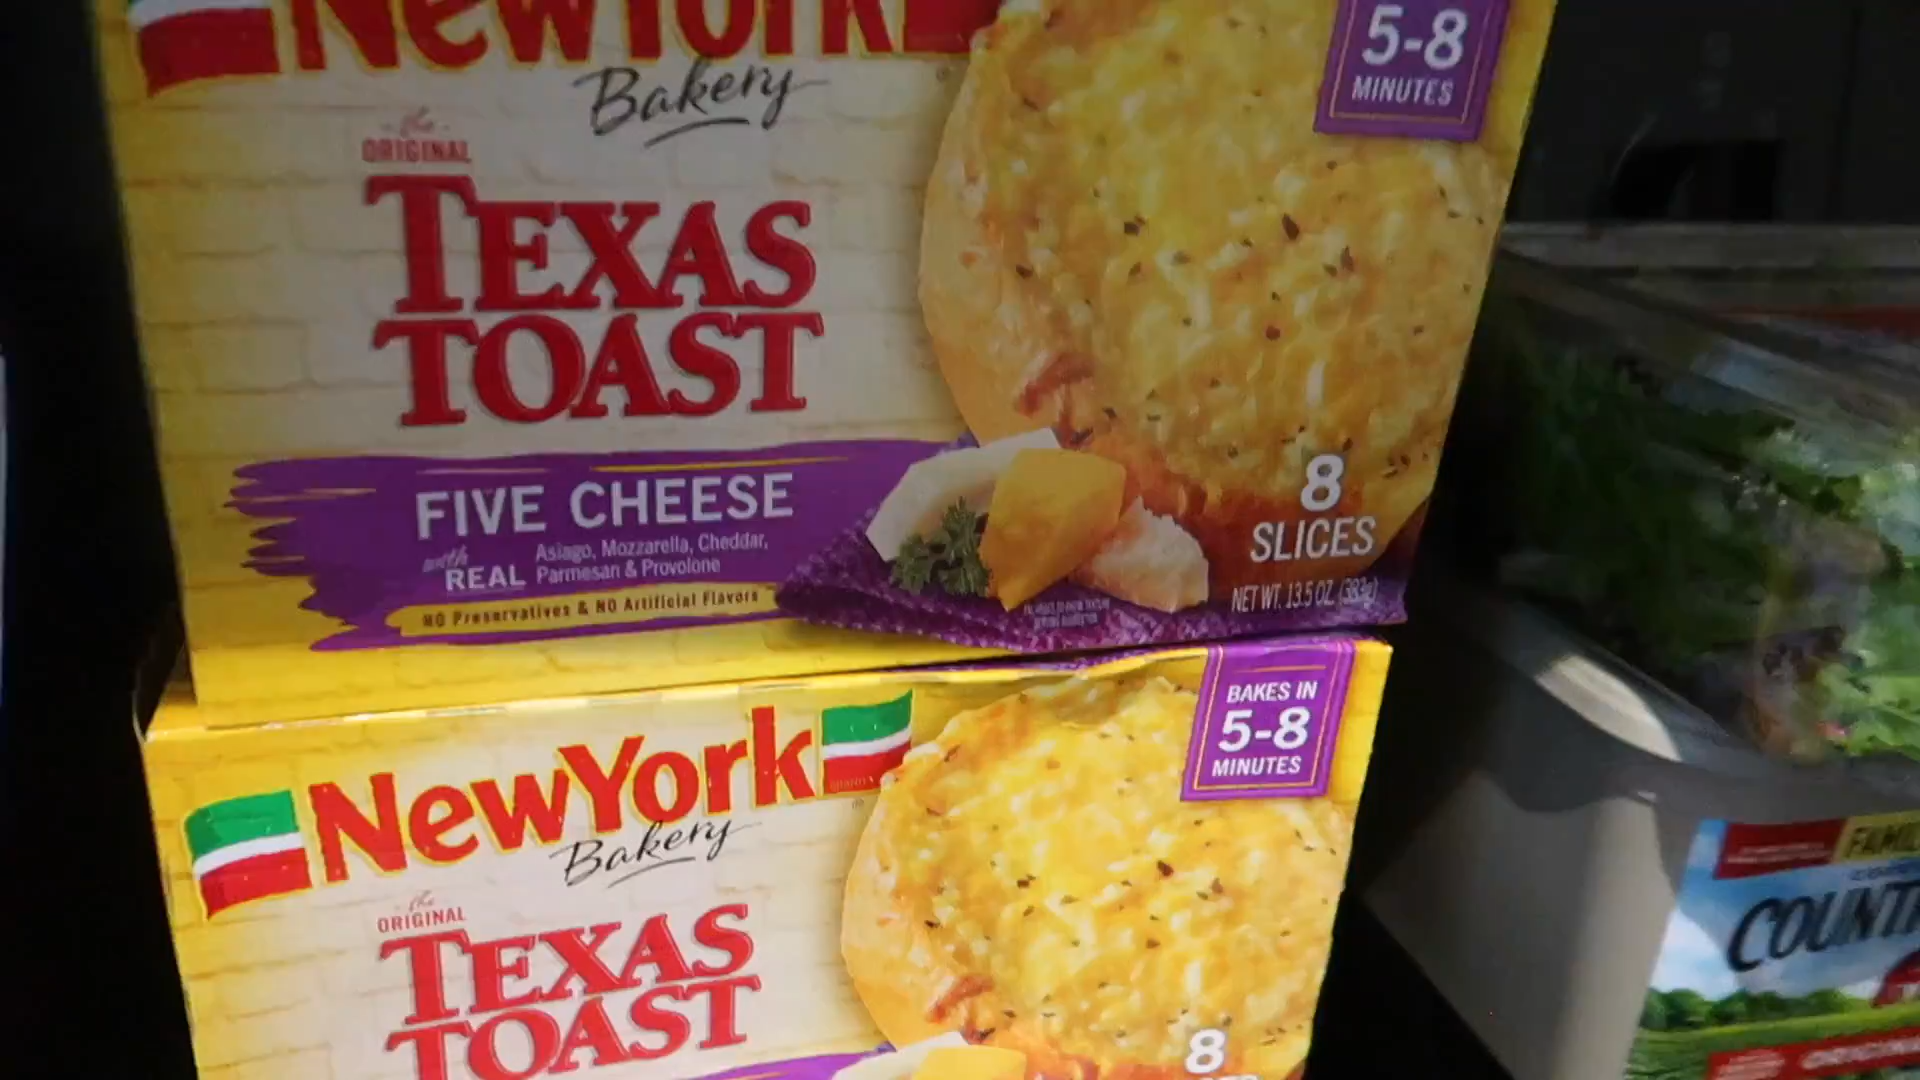 NewYork
Bakery
the
ORIGINAL
TEXAS
TOAST
FIVE CHEESE
with
REAL
Asiago, Mozzarella, Cheddar,
Parmesan & Provolone
NO Preservatives & NO Artificial Flavors
5-8
MINUTES
8
SLICES
NET WT. 13.5 OZ. (383g)
NewYork
Bakery
the
ORIGINAL
TEXAS
TOAST
BAKES IN
5-8
MINUTES
8
COUNT